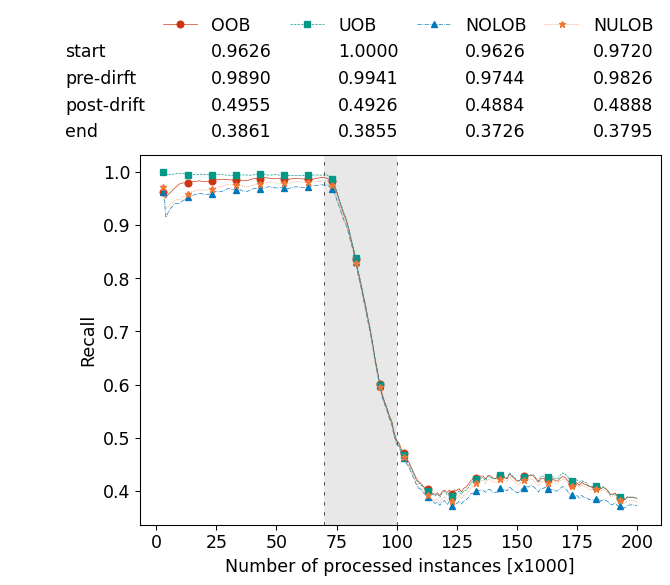 OOB UOB NOLOB NULOB
start 0.9626 1.0000 0.9626 0.9720
pre-dirft 0.9890 0.9941 0.9744 0.9826
post-drift 0.4955 0.4926 0.4884 0.4888
end 0.3861 0.3855 0.3726 0.3795
1.0
0.9
0.8
0.7
0.6
0.5
0.4
Recall
0 25 50 75 100 125 150 175 200
Number of processed instances [x1000]